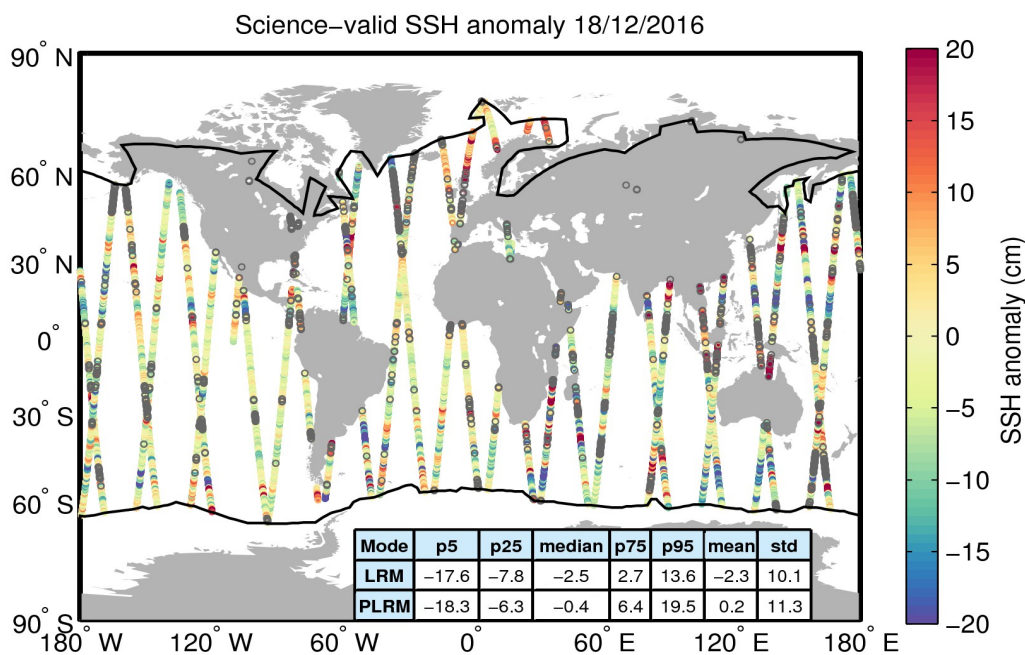 Science−valid SSH anomaly 18/12/2016
90° N
60° N
30° N
0°
30° S
60° S
90° S
180° W
120° W
60° W
0°
60° E
120° E
180° E
Mode p5 p25 median p75 p95 mean std
LRM −17.6 −7.8 −2.5 2.7 13.6 −2.3 10.1
PLRM −18.3 −6.3 −0.4 6.4 19.5 0.2 11.3
20
15
10
5
0
−5
−10
−15
−20
SSH anomaly (cm)